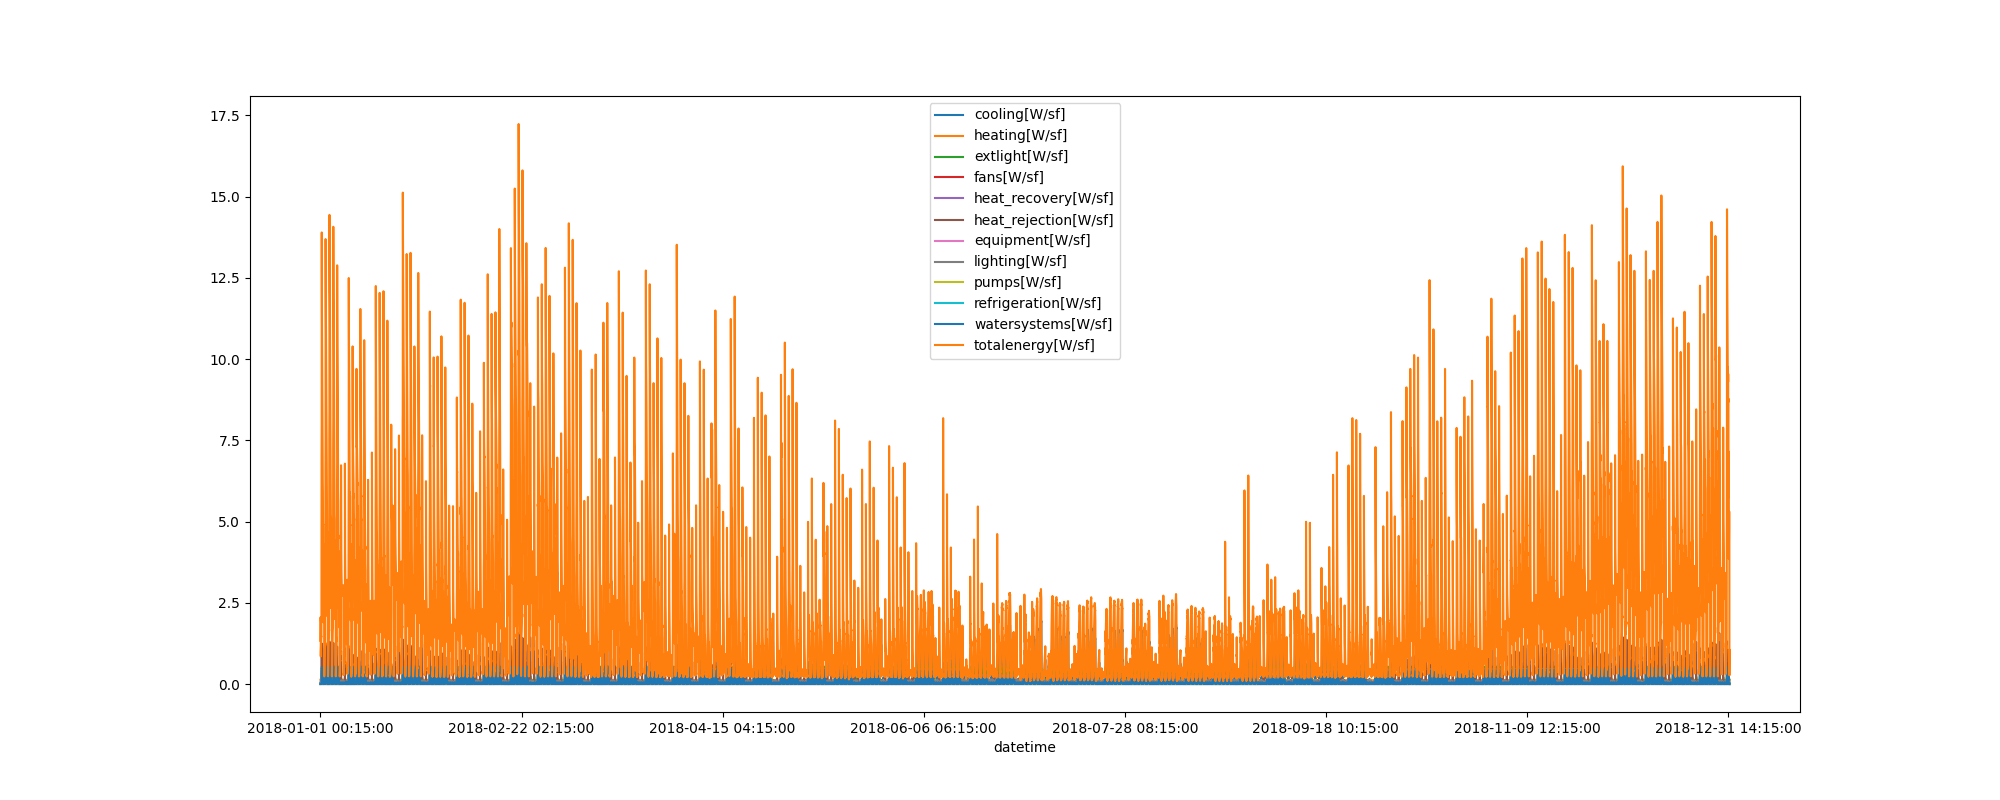 17.5
15.0
12.5
10.0
7.5
5.0
2.5
0.0
cooling[W/sf]
heating[W/sf]
extlight[W/sf]
fans[W/sf]
heat_recovery[W/sf]
heat_rejection[W/sf]
equipment[W/sf]
lighting[W/sf]
pumps[W/sf]
refrigeration[W/sf]
watersystems[W/sf]
totalenergy[W/sf]
2018-01-01 00:15:00 2018-02-22 02:15:00 2018-04-15 04:15:00 2018-06-06 06:15:00 2018-07-28 08:15:00 2018-09-18 10:15:00 2018-11-09 12:15:00 2018-12-31 14:15:00
datetime